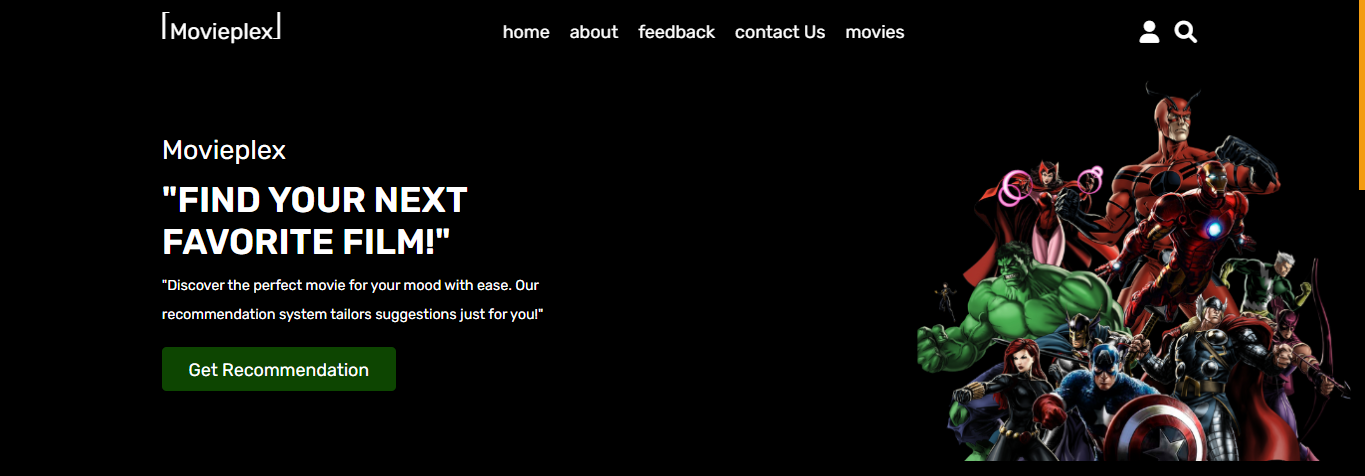 Movieplex
home about feedback contact Us movies
Movieplex
"FIND YOUR NEXT
FAVORITE FILM!"
"Discover the perfect movie for your mood with ease. Our
recommendation system tailors suggestions just for you!"
Get Recommendation